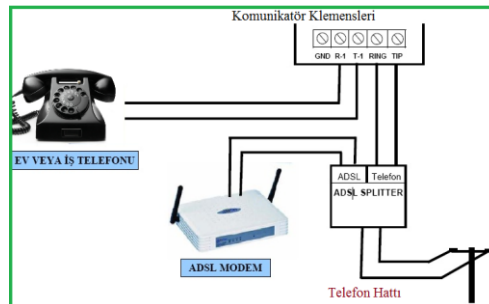 Komunikatör Klemensleri
GND R-1 T-1 RING TIP
EV VEYA İŞ TELEFONU
ADSL Telefon
ADSL SPLITTER
ADSL MODEM
Telefon Hattı